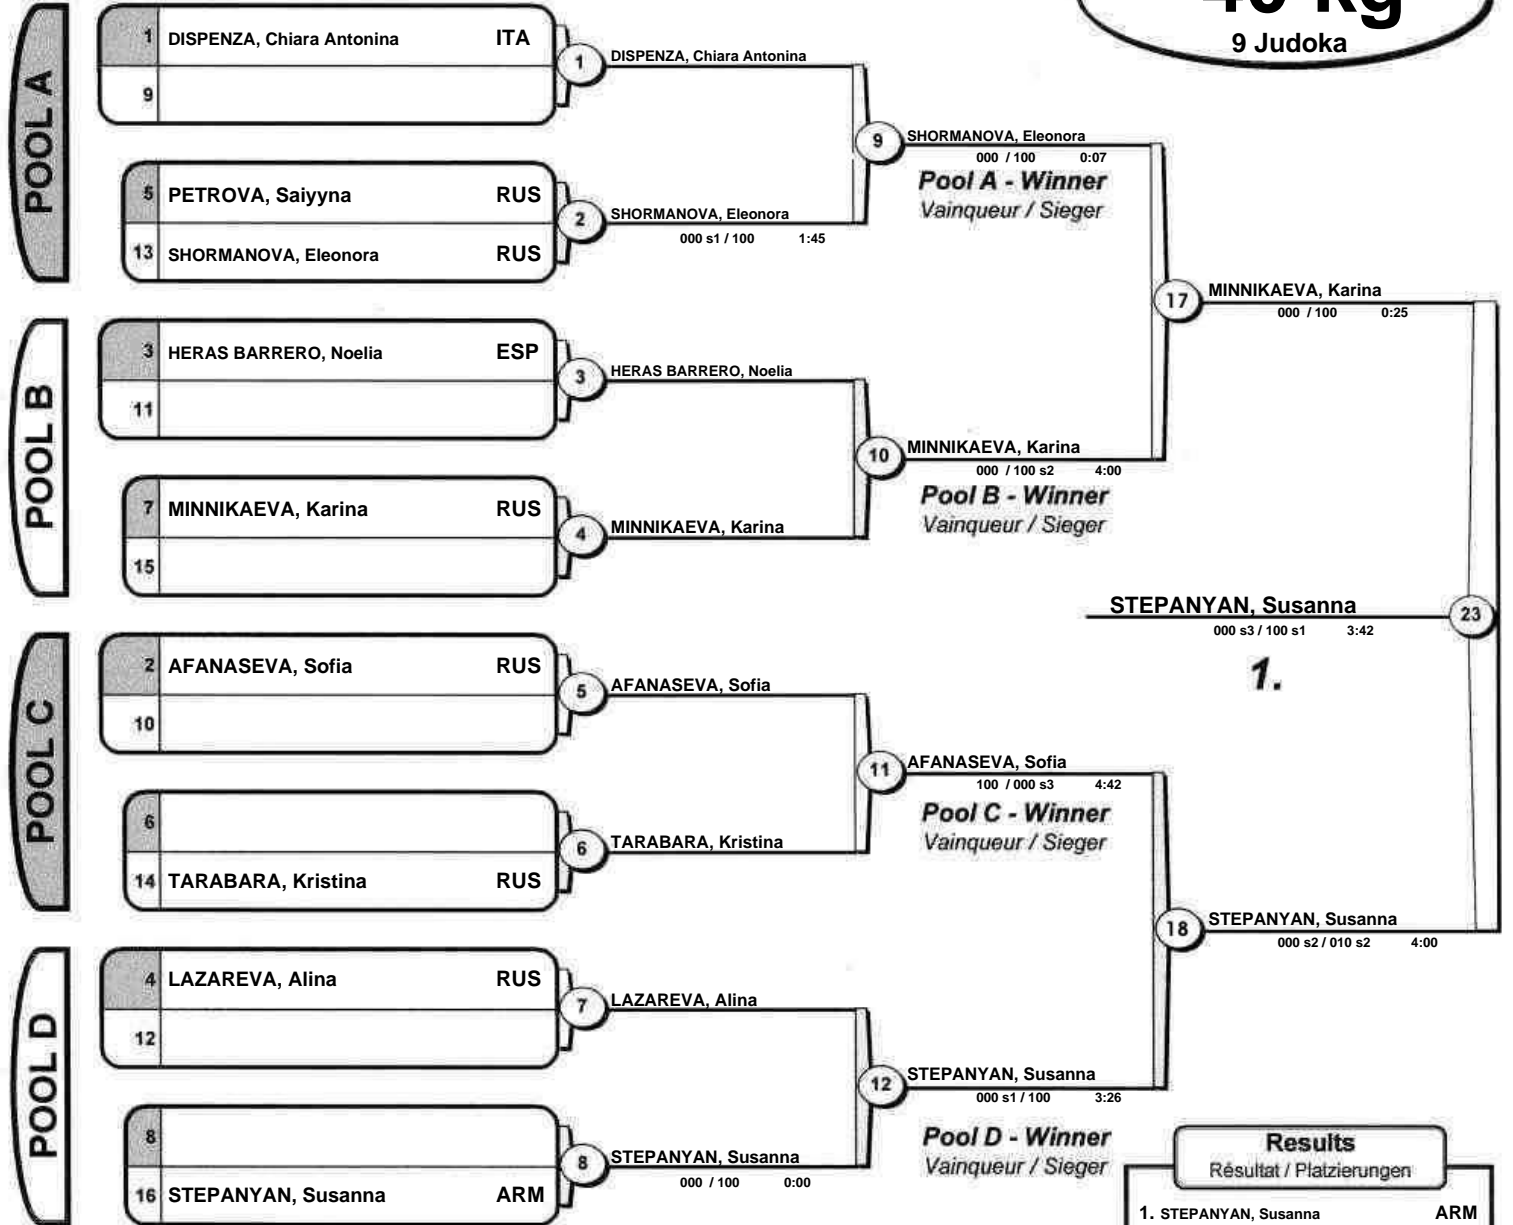 9 Judoka
POOL A
1 DISPENZA, Chiara Antonina ITA
9
5 PETROVA, Saiyyna RUS
13 SHORMANOVA, Eleonora RUS
1 DISPENZA, Chiara Antonina
2 SHORMANOVA, Eleonora
000 s1 / 100 1:45
9 SHORMANOVA, Eleonora
000 / 100 0:07
Pool A - Winner
Vainqueur / Sieger
POOL B
3 HERAS BARRERO, Noelia ESP
11
7 MINNIKAEVA, Karina RUS
15
3 HERAS BARRERO, Noelia
4 MINNIKAEVA, Karina
10 MINNIKAEVA, Karina
000 / 100 s2 4:00
Pool B - Winner
Vainqueur / Sieger
17 MINNIKAEVA, Karina
000 / 100 0:25
STEPANYAN, Susanna 23
000 s3 / 100 s1 3:42
1.
POOL C
2 AFANASEVA, Sofia RUS
10
6
14 TARABARA, Kristina RUS
5 AFANASEVA, Sofia
6 TARABARA, Kristina
11 AFANASEVA, Sofia
100 / 000 s3 4:42
Pool C - Winner
Vainqueur / Sieger
18 STEPANYAN, Susanna
000 s2 / 010 s2 4:00
POOL D
4 LAZAREVA, Alina RUS
12
8
16 STEPANYAN, Susanna ARM
7 LAZAREVA, Alina
8 STEPANYAN, Susanna
000 / 100 0:00
12 STEPANYAN, Susanna
000 s1 / 100 3:26
Pool D - Winner
Vainqueur / Sieger
Results
Résultat / Platzierungen
1. STEPANYAN, Susanna ARM